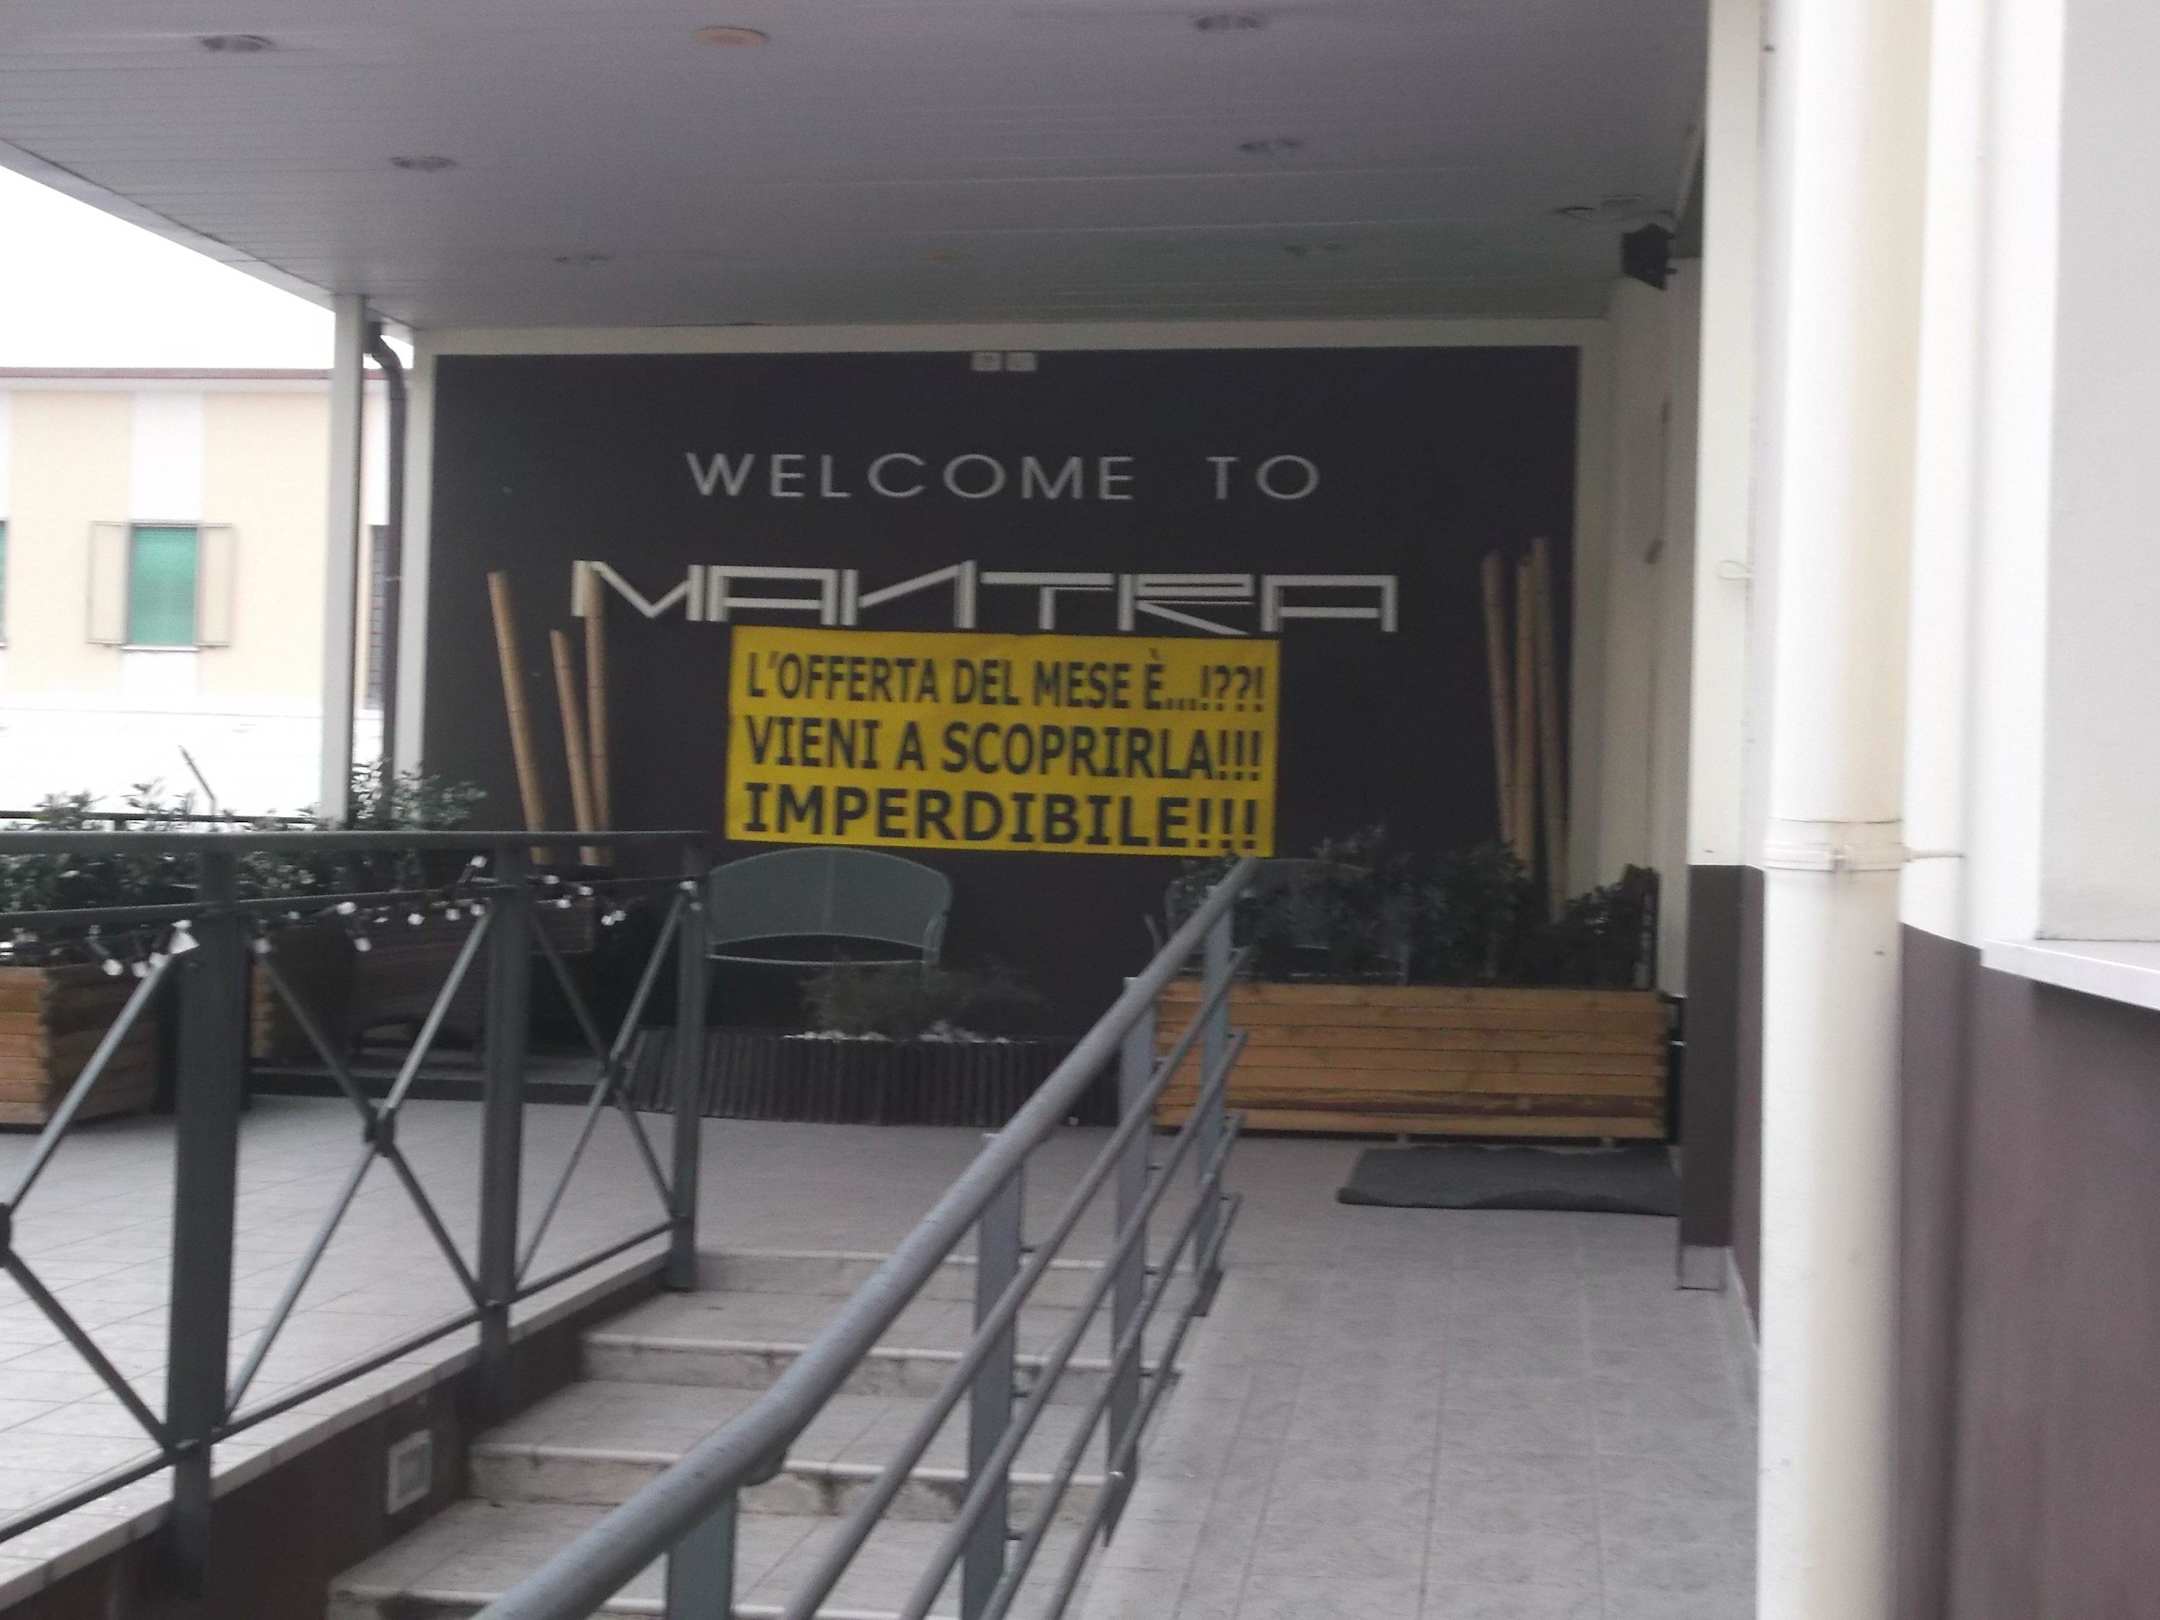 WELCOME TO
MANTRA
L'OFFERTA DEL MESE È...!??!
VIENI A SCOPRIRLA!!!
IMPERDIBILE!!!